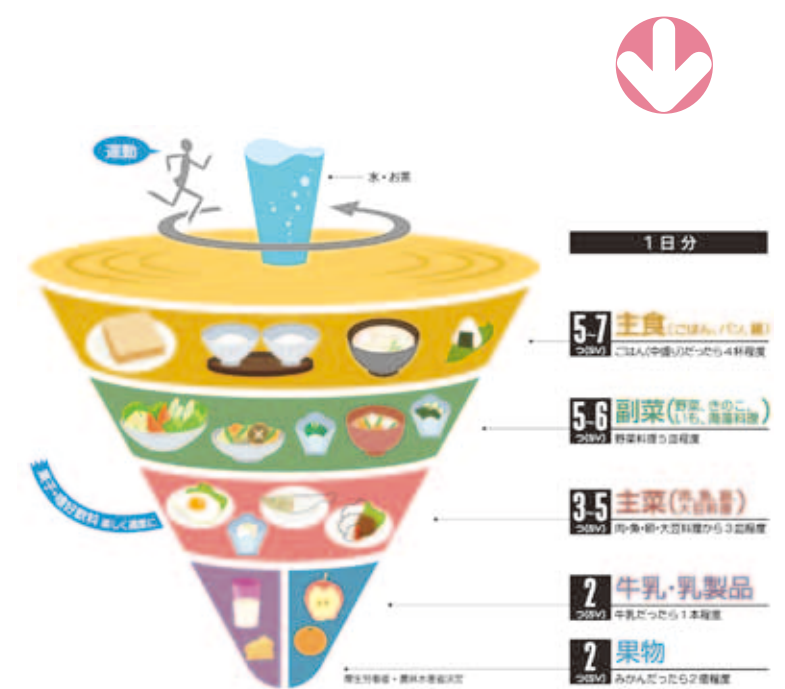 運動
水・お茶
1日分
5~7
つ(SV)
主食(ごはん、パン、麺)
ごはん(中盛り)だったら4杯程度
5~6
つ(SV)
副菜(野菜、きのこ、
いも、海藻料理)
野菜料理5皿程度
菓子・嗜好飲料 楽しく適度に
3~5
つ(SV)
主菜(肉、魚、卵、
大豆料理)
肉・魚・卵・大豆料理から3皿程度
2
つ(SV)
牛乳・乳製品
牛乳だったら1本程度
2
つ(SV)
果物
みかんだったら2個程度
厚生労働省・農林水産省決定